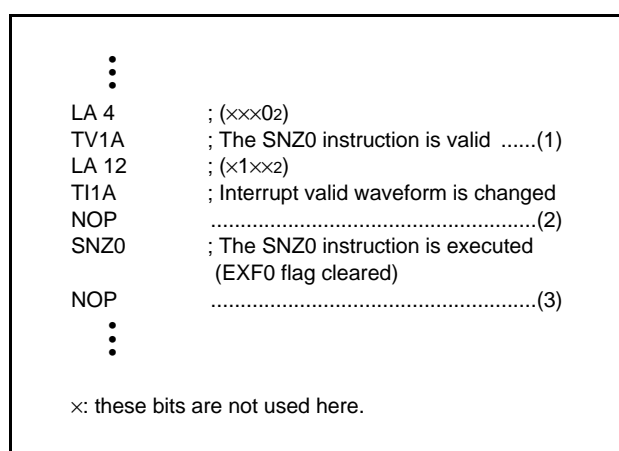 LA 4 ; (×××02)
TV1A ; The SNZ0 instruction is valid ......(1)
LA 12 ; (×1××2)
TI1A ; Interrupt valid waveform is changed
NOP ...........................................................(2)
SNZ0 ; The SNZ0 instruction is executed
(EXF0 flag cleared)
NOP ...........................................................(3)
×: these bits are not used here.